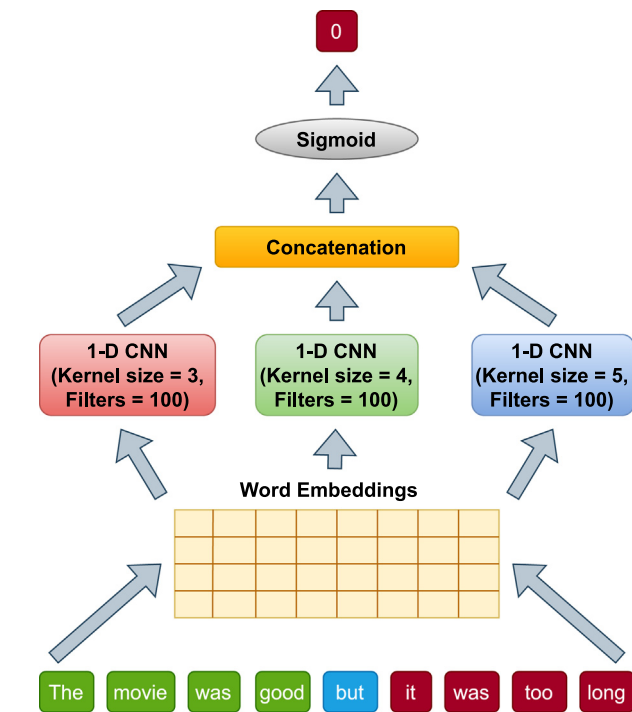 0
Sigmoid
Concatenation
1-D CNN
(Kernel size = 3,
Filters = 100)
1-D CNN
(Kernel size = 4,
Filters = 100)
1-D CNN
(Kernel size = 5,
Filters = 100)
Word Embeddings
The movie was good but it was too long